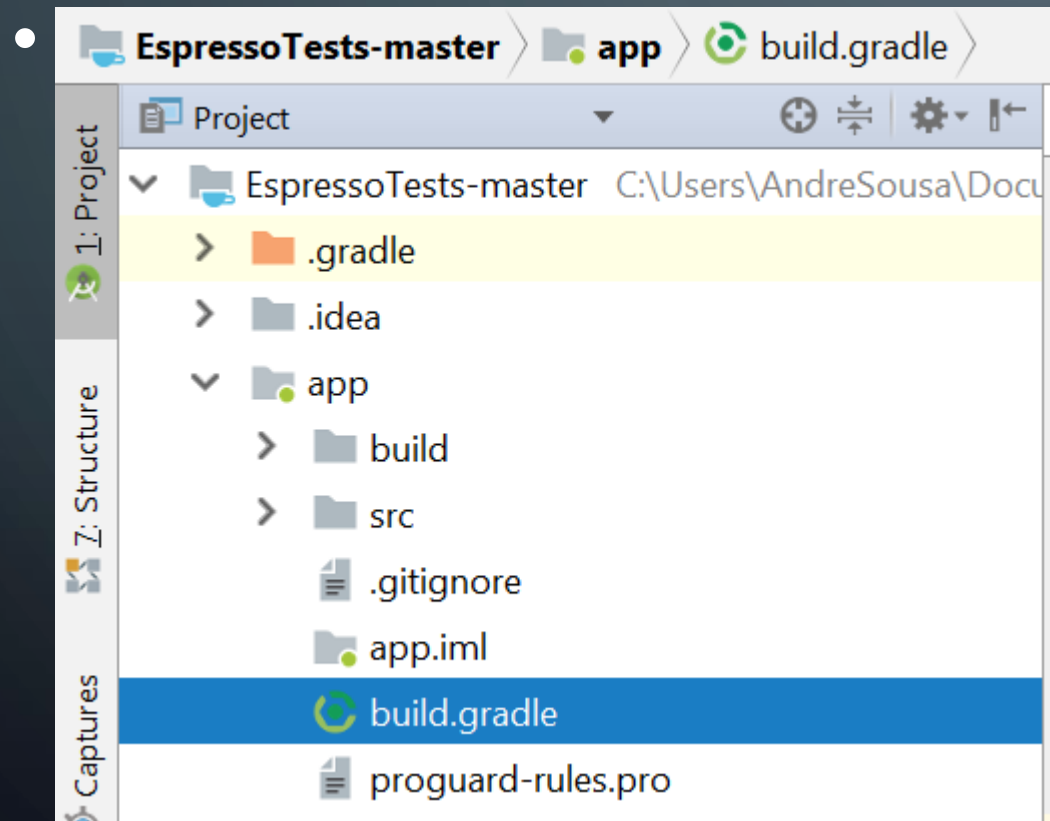 EspressoTests-master app build.gradle
Project
1: Project
7: Structure
Captures
EspressoTests-master C:\Users\AndreSousa\Docu
.gradle
.idea
app
build
src
.gitignore
app.iml
build.gradle
proguard-rules.pro